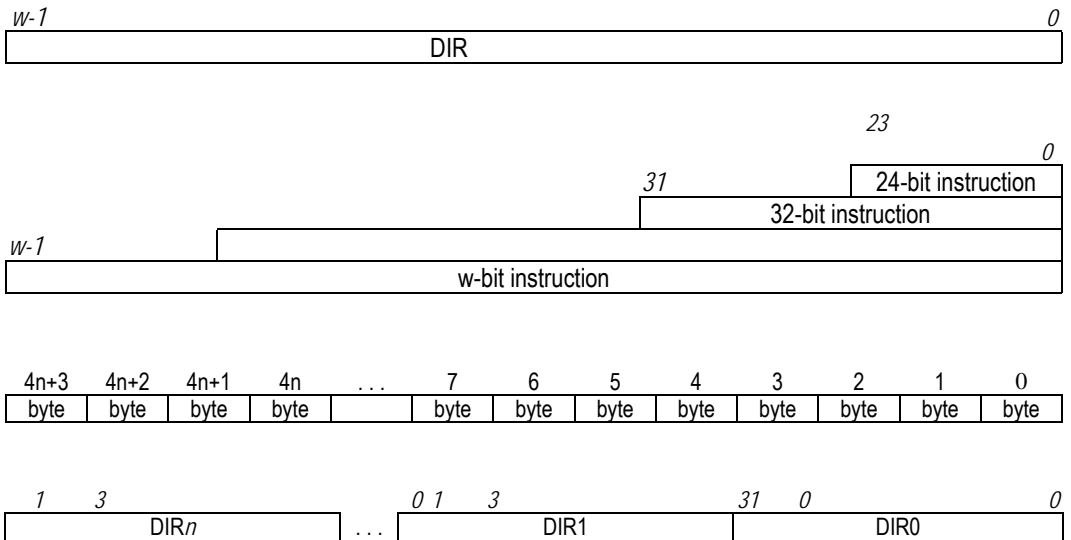 w-1 0
DIR
23
0
31 24-bit instruction
32-bit instruction
w-1
w-bit instruction
4n+3 4n+2 4n+1 4n ... 7 6 5 4 3 2 1 0
byte byte byte byte byte byte byte byte byte byte byte byte
1 3 0 1 3 31 0 0
DIRn ... DIR1 DIR0